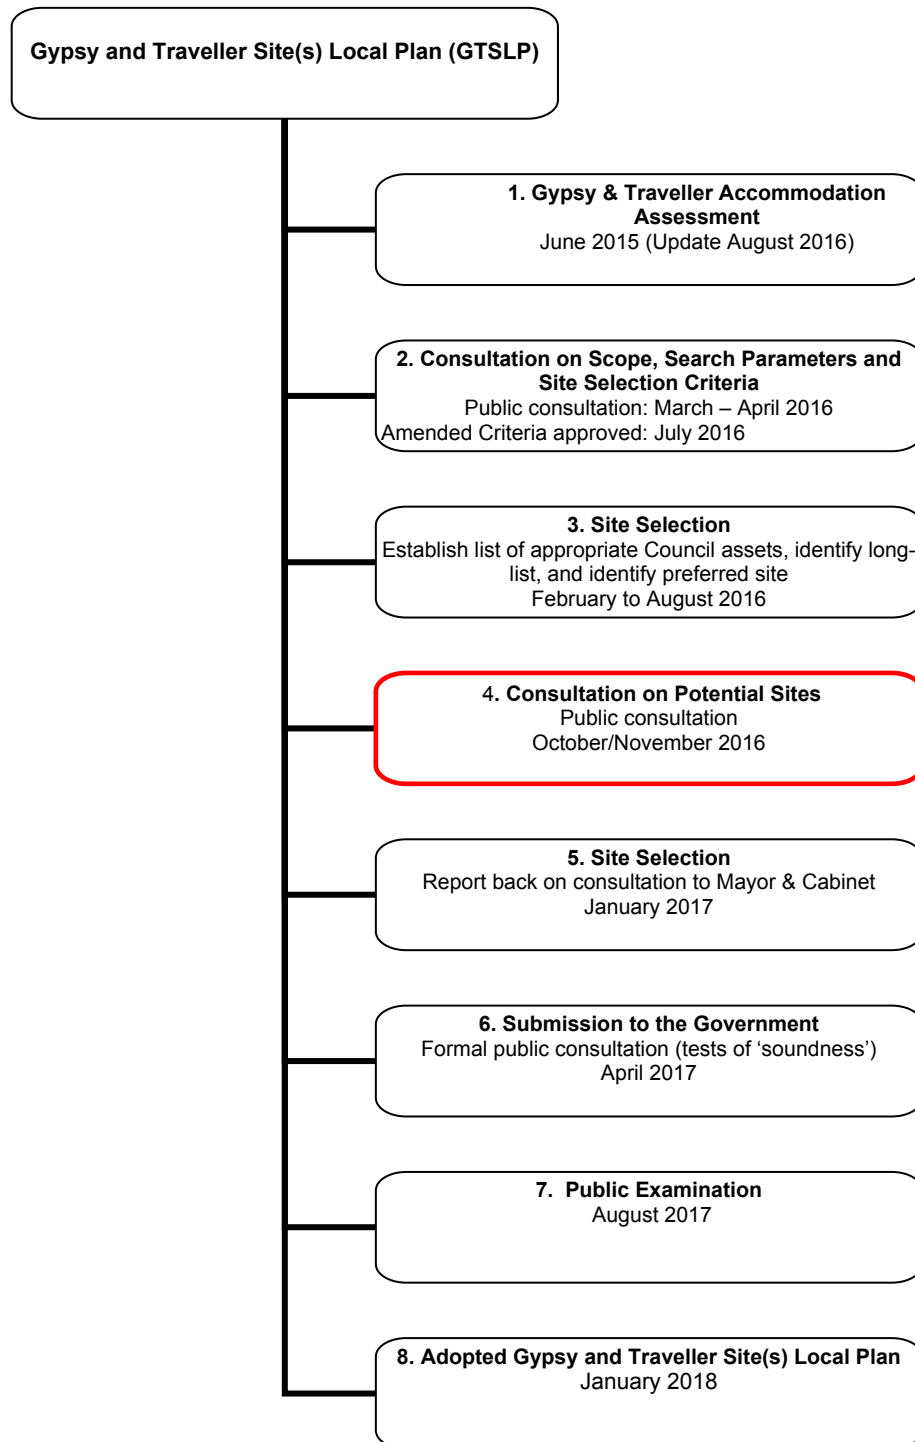 Gypsy and Traveller Site(s) Local Plan (GTSLP)
1. Gypsy & Traveller Accommodation
Assessment
June 2015 (Update August 2016)
2. Consultation on Scope, Search Parameters and
Site Selection Criteria
Public consultation: March – April 2016
Amended Criteria approved: July 2016
3. Site Selection
Establish list of appropriate Council assets, identify long-
list, and identify preferred site
February to August 2016
4. Consultation on Potential Sites
Public consultation
October/November 2016
5. Site Selection
Report back on consultation to Mayor & Cabinet
January 2017
6. Submission to the Government
Formal public consultation (tests of ‘soundness’)
April 2017
7. Public Examination
August 2017
8. Adopted Gypsy and Traveller Site(s) Local Plan
January 2018